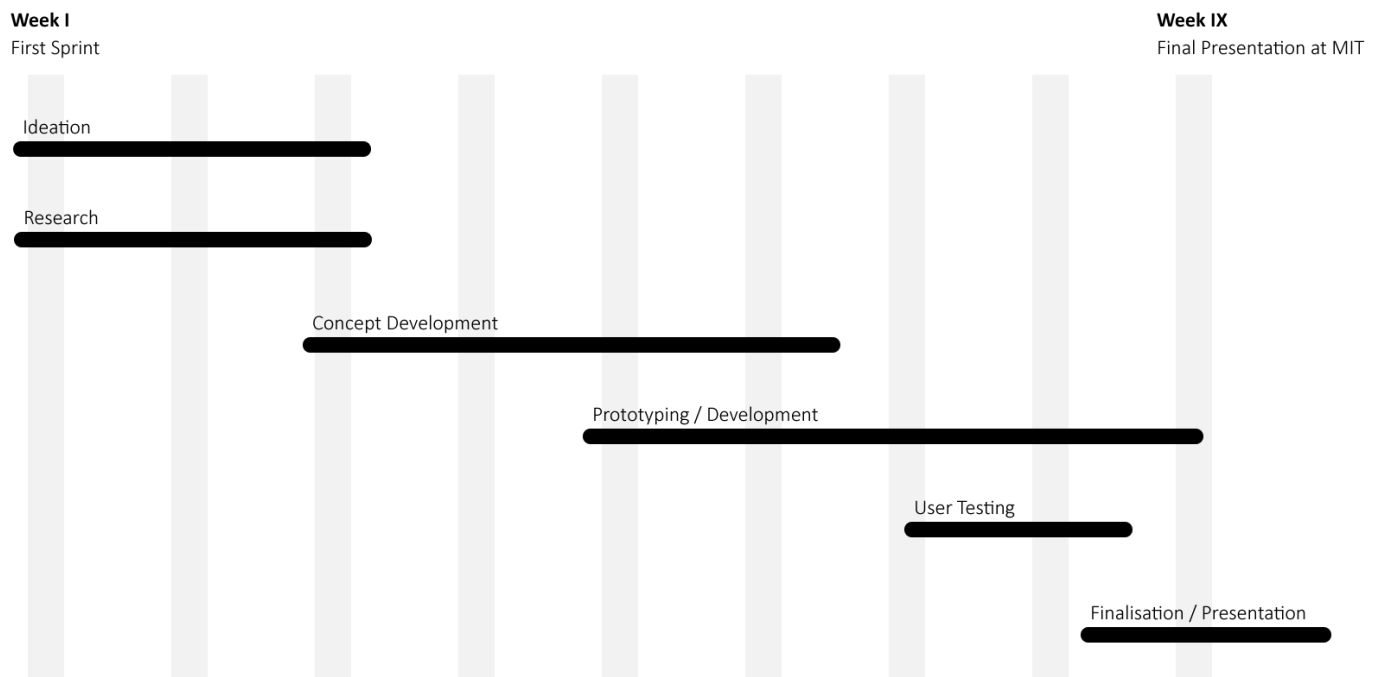 Week I
First Sprint
Week IX
Final Presentation at MIT
Ideation
Research
Concept Development
Prototyping / Development
User Testing
Finalisation / Presentation